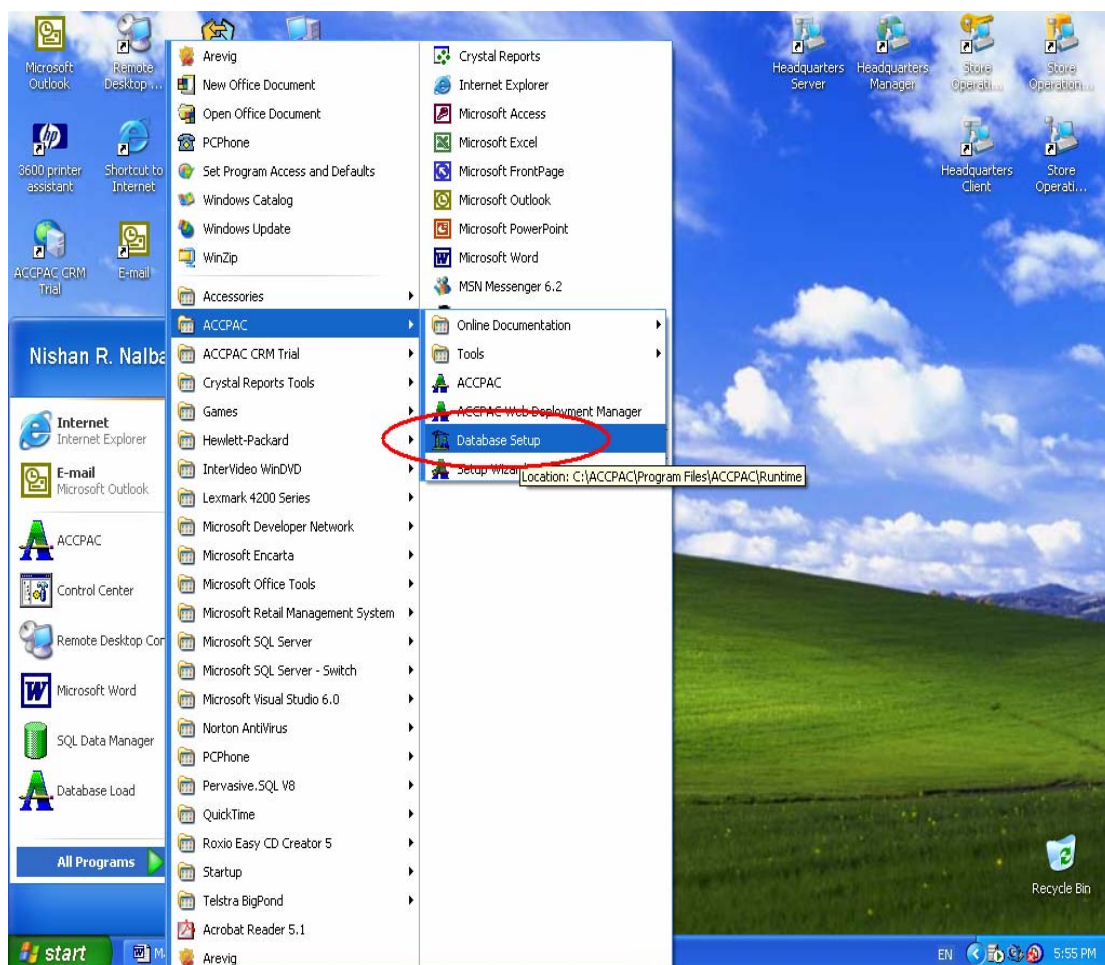 Microsoft Outlook
Remote Desktop ...
Headquarters Server
Headquarters Manager
Store Operati...
Store Operation...
3600 printer assistant
Shortcut to Internet
Headquarters Client
Store Operati...
ACCPAC CRM Trial
E-mail
Nishan R. Nalba
Internet
Internet Explorer
E-mail
Microsoft Outlook
ACCPAC
Control Center
Remote Desktop Con
Microsoft Word
SQL Data Manager
Database Load
All Programs
Arevig
New Office Document
Open Office Document
PCPhone
Set Program Access and Defaults
Windows Catalog
Windows Update
WinZip
Accessories
ACCPAC
ACCPAC CRM Trial
Crystal Reports Tools
Games
Hewlett-Packard
InterVideo WinDVD
Lexmark 4200 Series
Microsoft Developer Network
Microsoft Encarta
Microsoft Office Tools
Microsoft Retail Management System
Microsoft SQL Server
Microsoft SQL Server - Switch
Microsoft Visual Studio 6.0
Norton AntiVirus
PCPhone
Pervasive.SQL V8
QuickTime
Roxio Easy CD Creator 5
Startup
Telstra BigPond
Acrobat Reader 5.1
Arevig
Crystal Reports
Internet Explorer
Microsoft Access
Microsoft Excel
Microsoft FrontPage
Microsoft Outlook
Microsoft PowerPoint
Microsoft Word
MSN Messenger 6.2
Online Documentation
Tools
ACCPAC
ACCPAC Web Deployment Manager
Database Setup
Setup Wizard
Location: C:\ACCPAC\Program Files\ACCPAC\Runtime
Recycle Bin
start
M
EN
5:55 PM